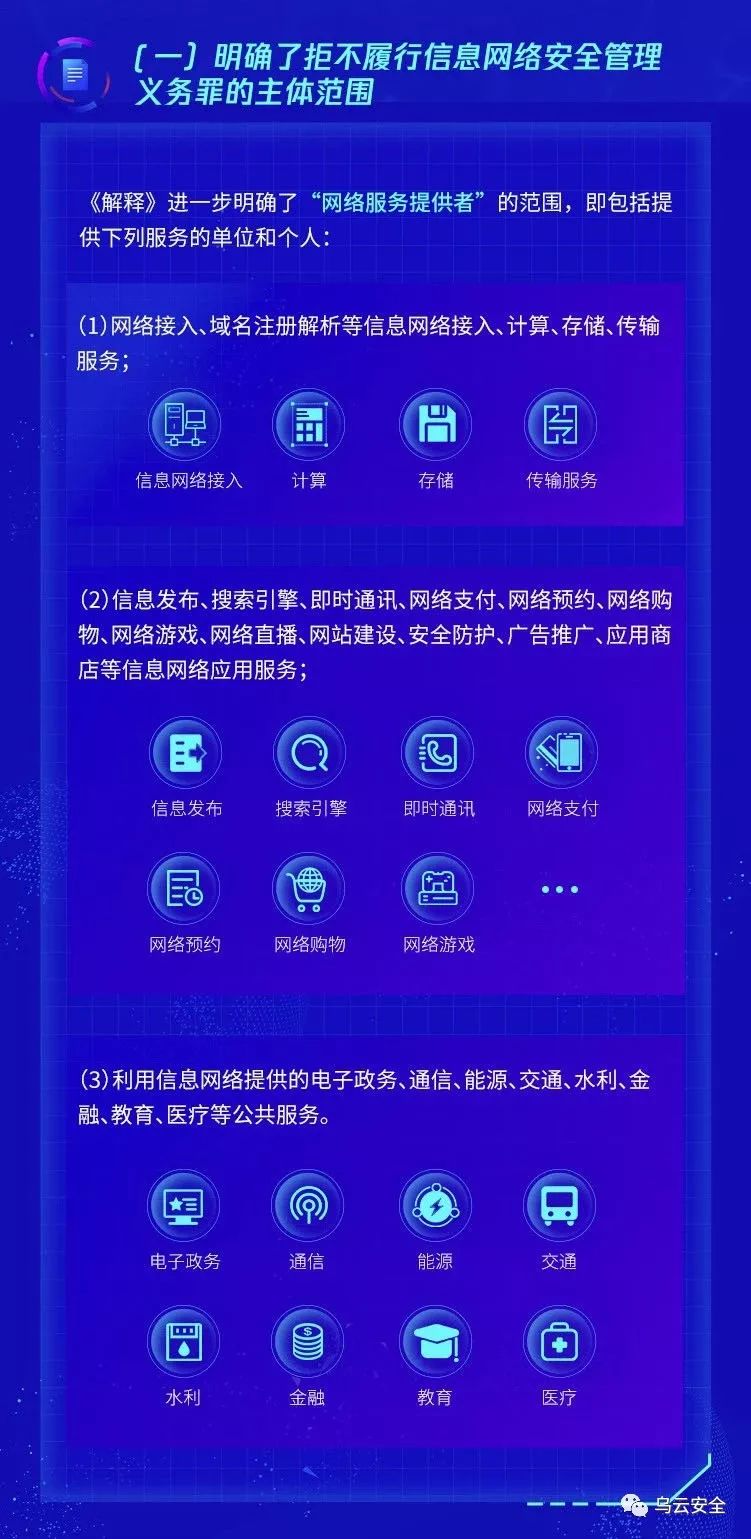 (一) 明确了拒不履行信息网络安全管理
义务罪的主体范围
《解释》进一步明确了“网络服务提供者”的范围，即包括提
供下列服务的单位和个人：
（1）网络接入、域名注册解析等信息网络接入、计算、存储、传输
服务；
信息网络接入 计算 存储 传输服务
（2）信息发布、搜索引擎、即时通讯、网络支付、网络预约、网络购
物、网络游戏、网络直播、网站建设、安全防护、广告推广、应用商
店等信息网络应用服务；
信息发布 搜索引擎 即时通讯 网络支付
网络预约 网络购物 网络游戏 •••
（3）利用信息网络提供的电子政务、通信、能源、交通、水利、金
融、教育、医疗等公共服务。
电子政务 通信 能源 交通
水利 金融 教育 医疗
乌云安全